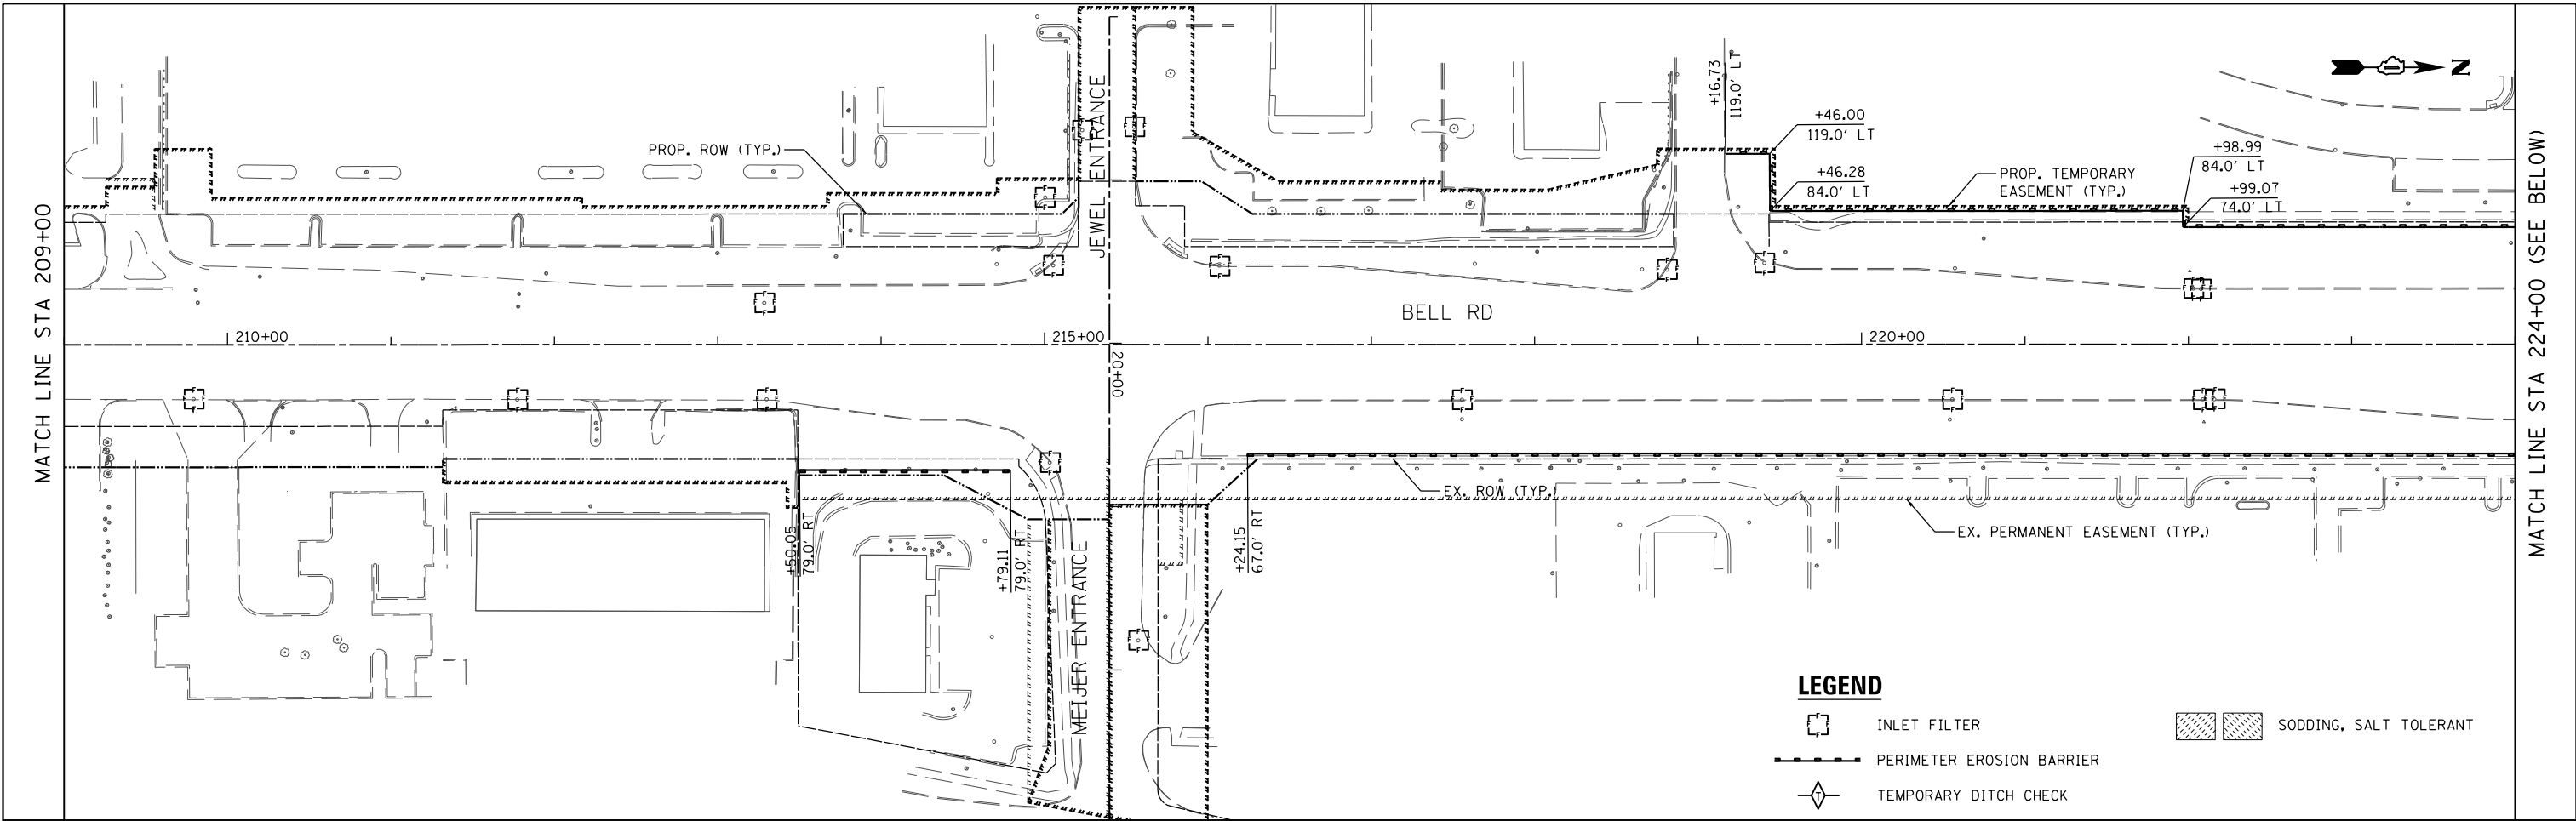 MATCH LINE STA 209+00
PROP. ROW (TYP.)
JEWEL ENTRANCE
+16.73
119.0' LT
+46.00
119.0' LT
+46.28
84.0' LT
PROP. TEMPORARY
EASEMENT (TYP.)
+98.99
84.0' LT
+99.07
74.0' LT
N
BELL RD
210+00
215+00
220+00
20+00
+50.05
79.0' RT
+79.11
79.0' RT
MEIJER ENTRANCE
+24.15
67.0' RT
EX. ROW (TYP.)
EX. PERMANENT EASEMENT (TYP.)
MATCH LINE STA 224+00 (SEE BELOW)
LEGEND
INLET FILTER
PERIMETER EROSION BARRIER
T
TEMPORARY DITCH CHECK
SODDING, SALT TOLERANT